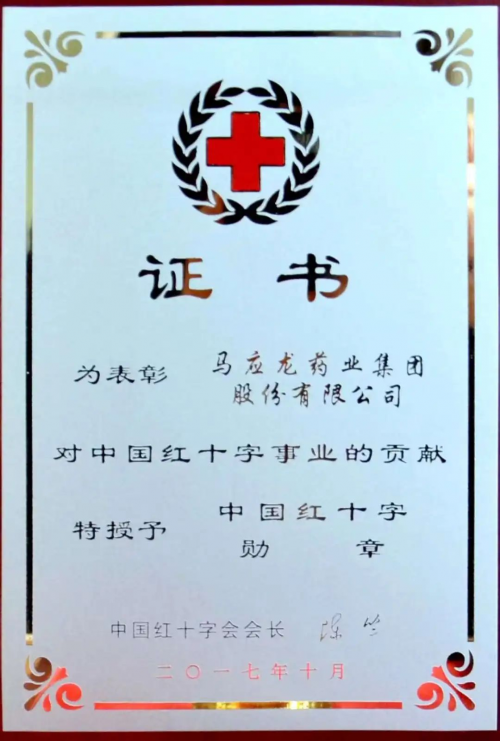 证书
为表彰 马应龙药业集团
股份有限公司
对中国红十字事业的贡献
特授予 中国红十字
勋章
中国红十字会会长 陈竺
二〇一七年十月